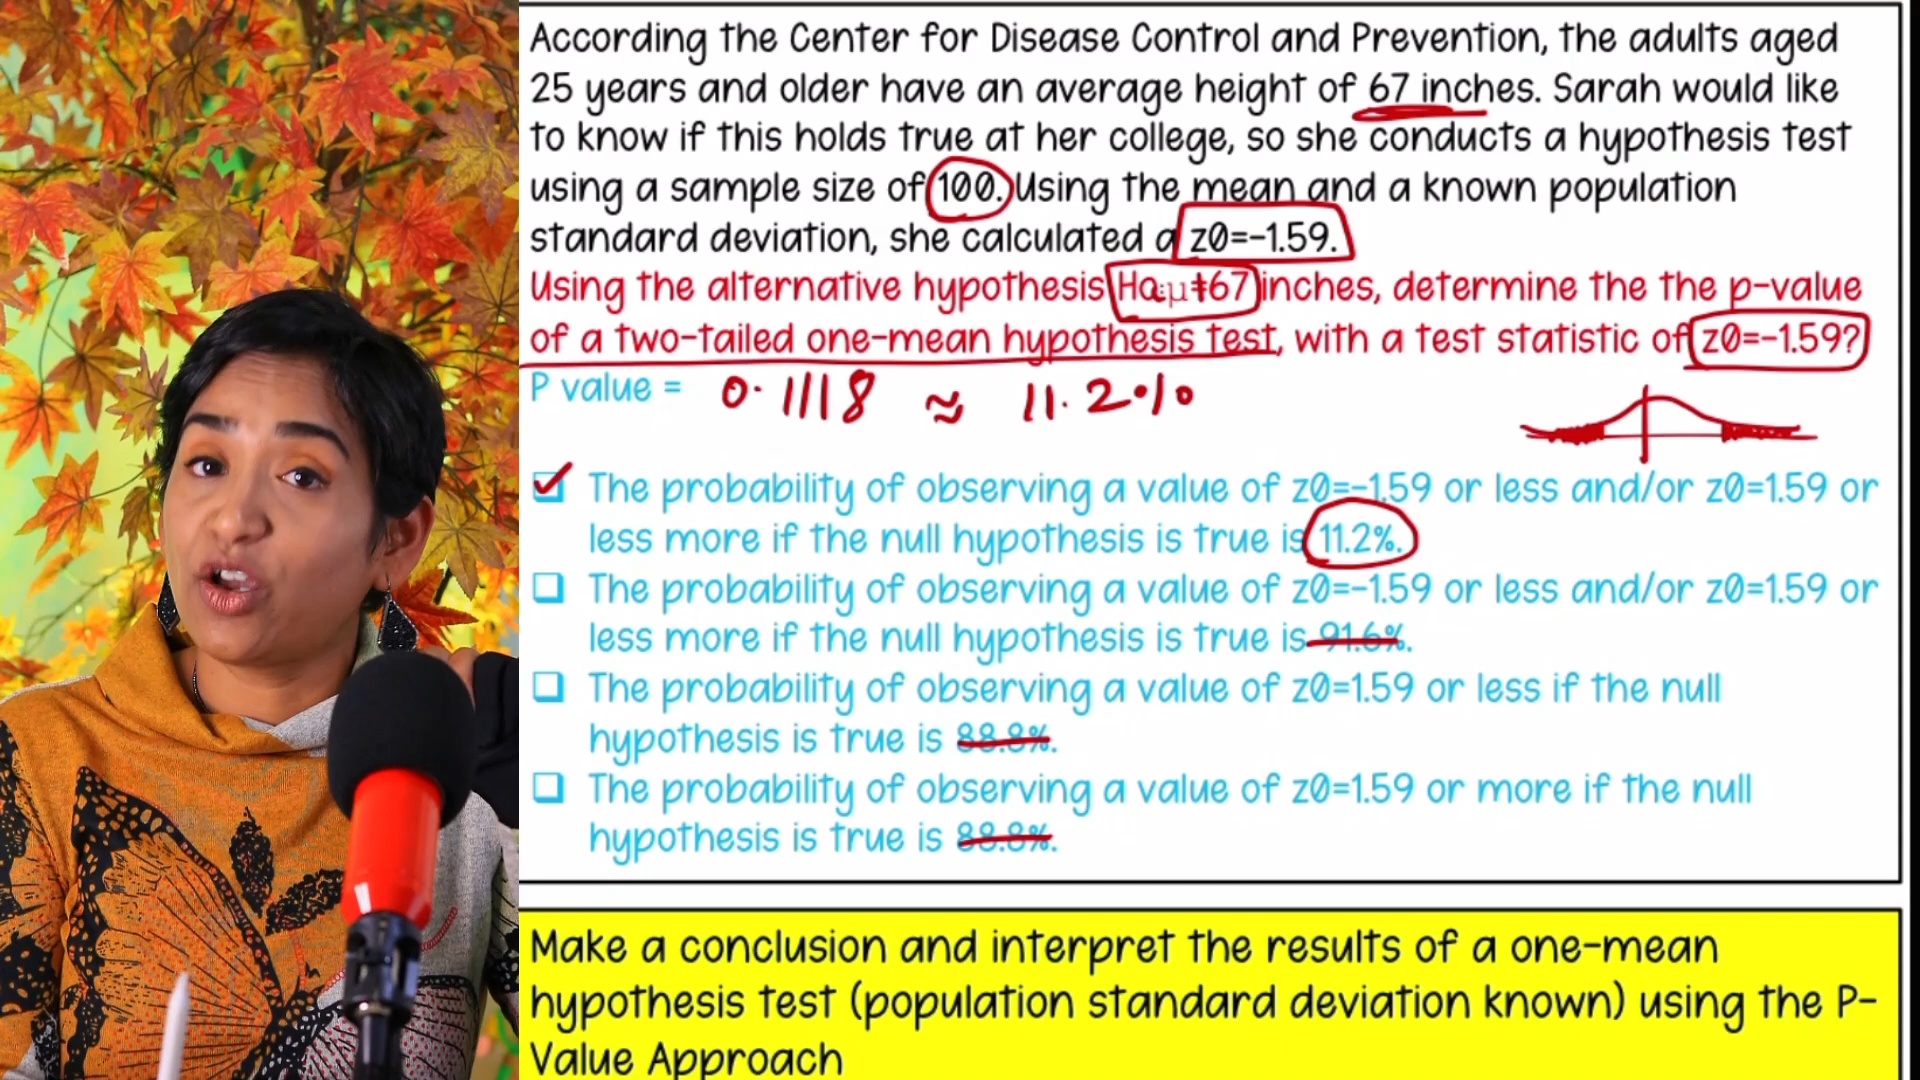 According the Center for Disease Control and Prevention, the adults aged
25 years and older have an average height of 67 inches. Sarah would like
to know if this holds true at her college, so she conducts a hypothesis test
using a sample size of 100. Using the mean and a known population
standard deviation, she calculated a z0=-1.59.
Using the alternative hypothesis Ha:μ≠67 inches, determine the the p-value
of a two-tailed one-mean hypothesis test, with a test statistic of z0=-1.59?
P value = 0.1118 ≈ 11.2%
The probability of observing a value of z0=-1.59 or less and/or z0=1.59 or
less more if the null hypothesis is true is 11.2%.
The probability of observing a value of z0=-1.59 or less and/or z0=1.59 or
less more if the null hypothesis is true is 91.6%.
The probability of observing a value of z0=1.59 or less if the null
hypothesis is true is 88.8%.
The probability of observing a value of z0=1.59 or more if the null
hypothesis is true is 88.8%.
Make a conclusion and interpret the results of a one-mean
hypothesis test (population standard deviation known) using the P-
Value Approach